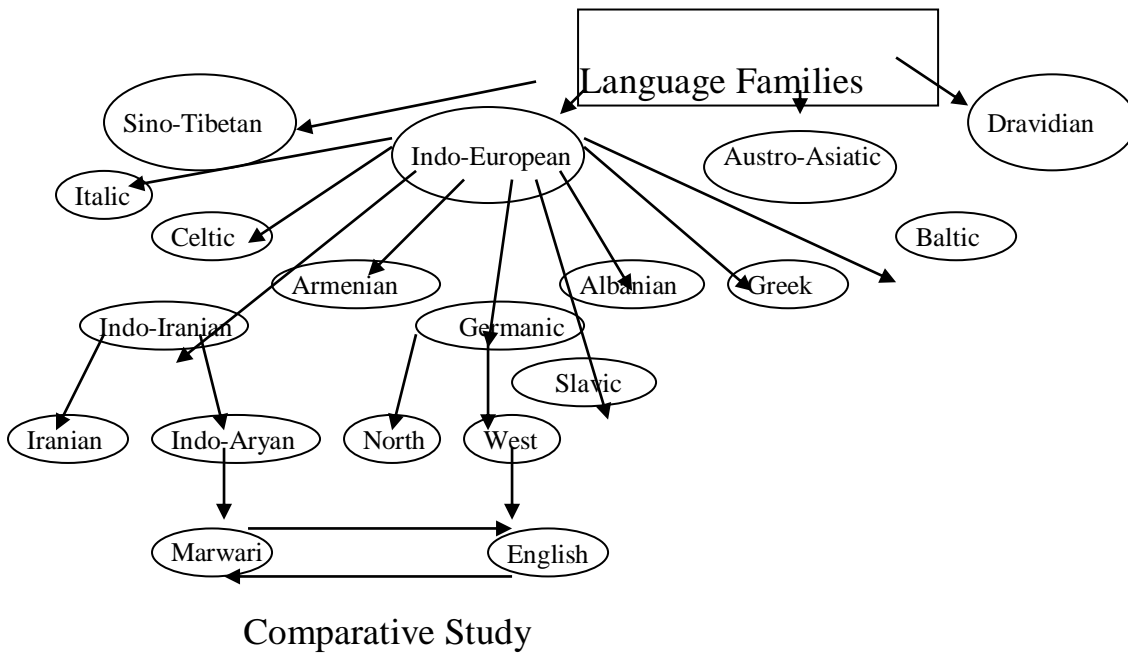 Language Families
Sino-Tibetan
Dravidian
Indo-European
Austro-Asiatic
Italic
Celtic
Baltic
Armenian
Albanian
Greek
Indo-Iranian
Germanic
Slavic
Iranian
Indo-Aryan
North
West
Marwari
English
Comparative Study